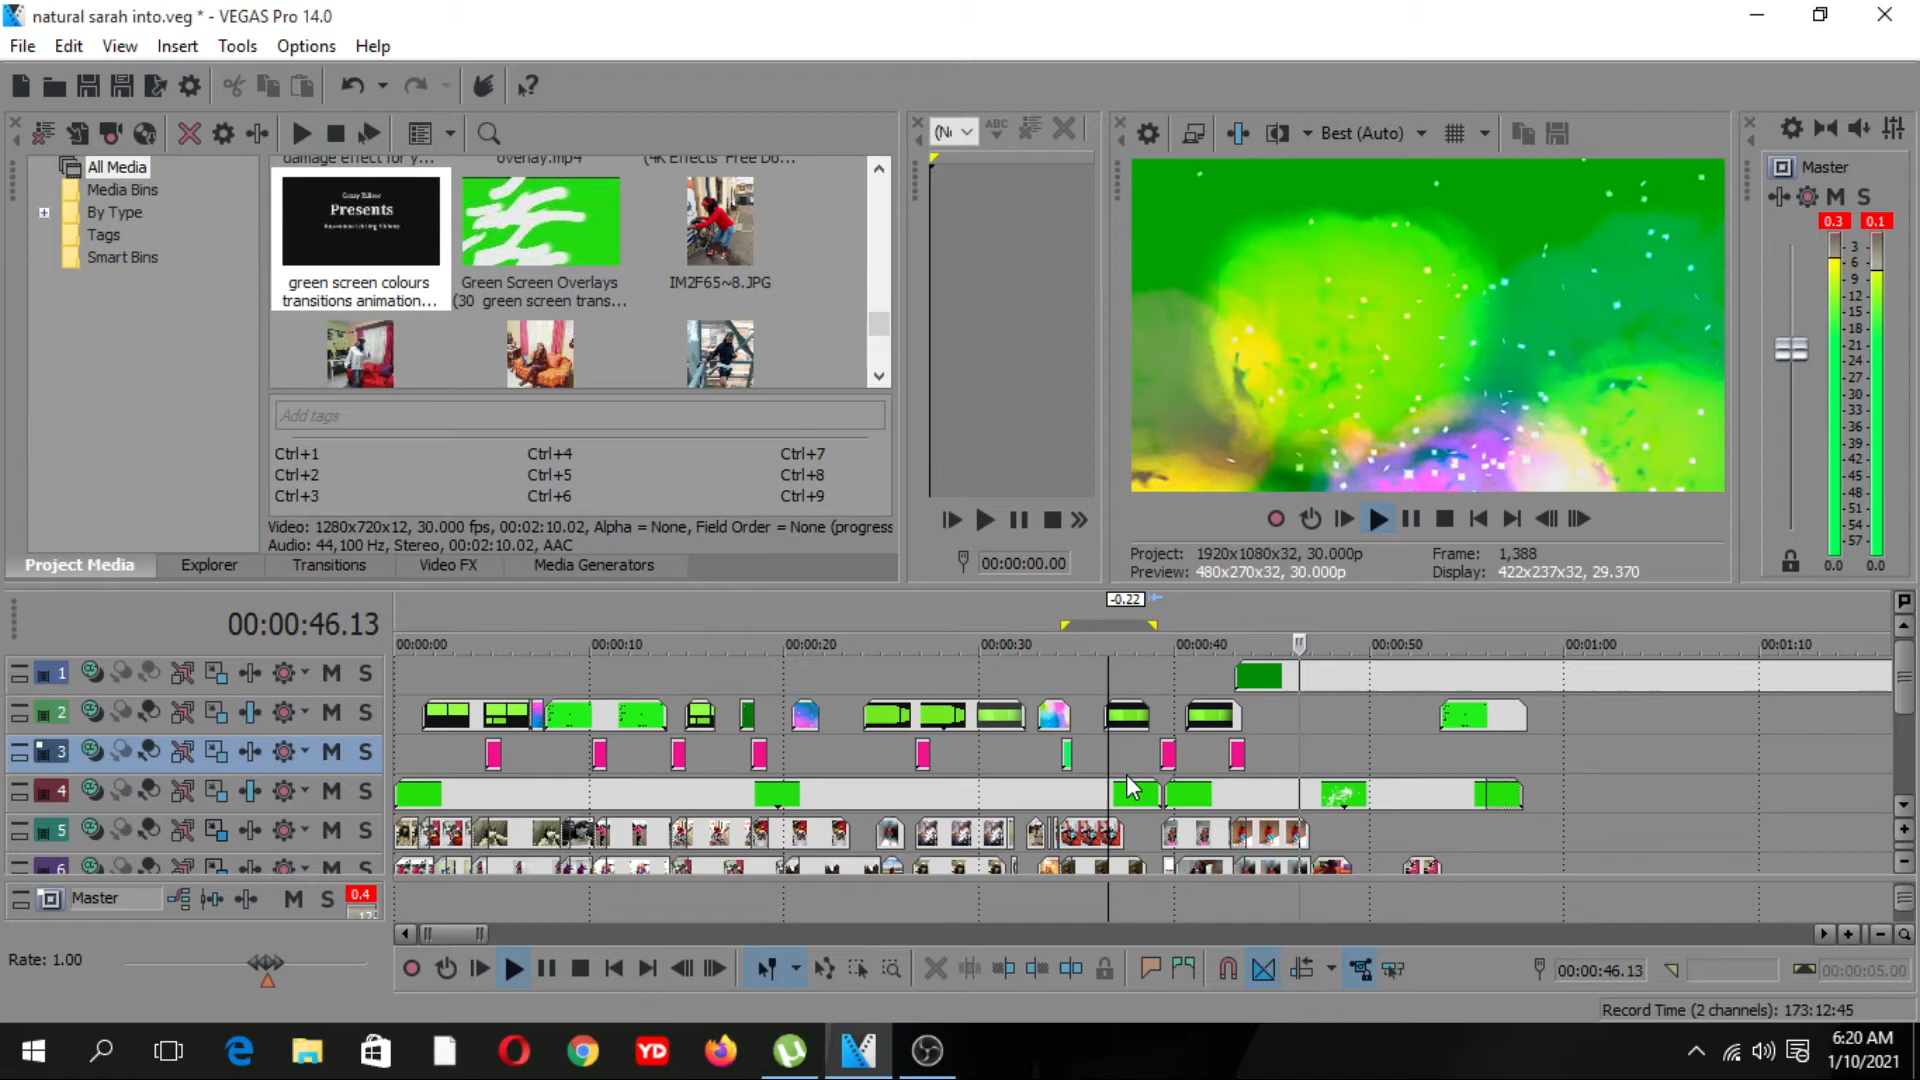 natural sarah into.veg * - VEGAS Pro 14.0
File Edit View Insert Tools Options Help
All Media
Media Bins
By Type
Tags
Smart Bins
damage effect for y...
overlay.mp4
(4K Effects Free Do...
Presents
green screen colours
transitions animation...
Green Screen Overlays
(30 green screen trans...
IM2F65~8.JPG
Add tags
Ctrl+1 Ctrl+4 Ctrl+7
Ctrl+2 Ctrl+5 Ctrl+8
Ctrl+3 Ctrl+6 Ctrl+9
Video: 1280x720x12, 30.000 fps, 00:02:10.02, Alpha = None, Field Order = None (progress
Audio: 44,100 Hz, Stereo, 00:02:10.02, AAC
Project Media Explorer Transitions Video FX Media Generators
ABC
00:00:00.00
Best (Auto)
Project: 1920x1080x32, 30.000p
Preview: 480x270x32, 30.000p
Frame: 1,388
Display: 422x237x32, 29.370
Master
M S
0.3 0.1
3
6
9
12
15
18
21
24
27
30
33
36
39
42
45
48
51
54
57
0.0 0.0
00:00:46.13
-0.22
00:00:00 00:00:10 00:00:20 00:00:30 00:00:40 00:00:50 00:01:00 00:01:10
1 M S
2 M S
3 M S
4 M S
5 M S
6 M S
Master M S 0.4
12
Rate: 1.00
00:00:46.13
00:00:05.00
Record Time (2 channels): 173:12:45
YD
6:20 AM
1/10/2021